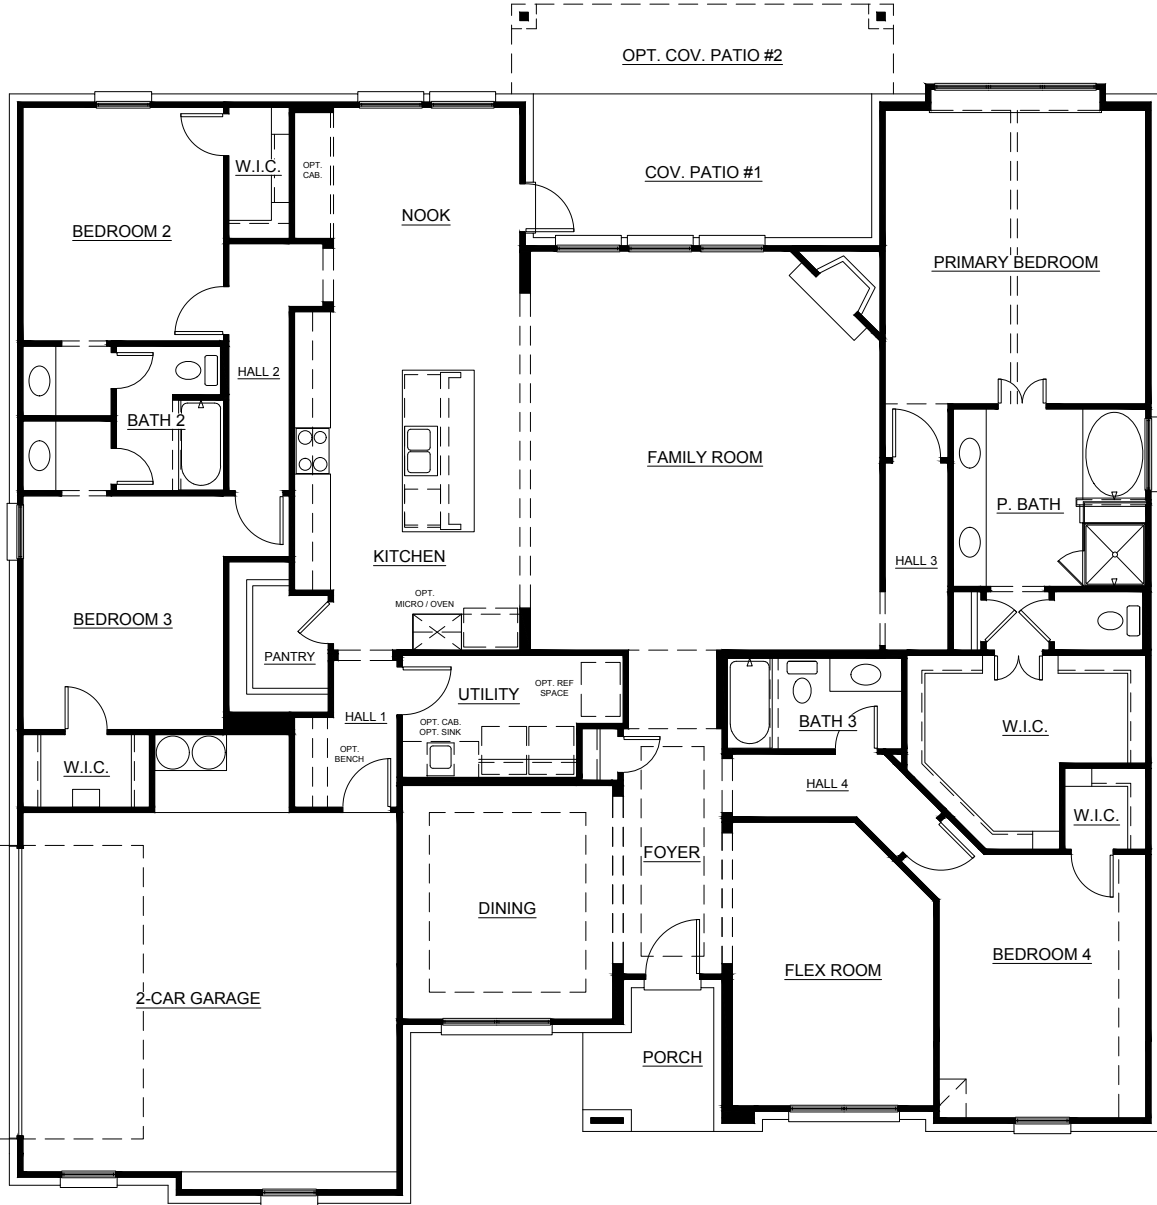 OPT. COV. PATIO #2
COV. PATIO #1
W.I.C.
OPT.
CAB.
NOOK
BEDROOM 2
PRIMARY BEDROOM
HALL 2
BATH 2
FAMILY ROOM
P. BATH
KITCHEN
HALL 3
OPT.
MICRO / OVEN
BEDROOM 3
PANTRY
UTILITY
OPT. REF
SPACE
HALL 1
OPT. CAB.
OPT. SINK
BATH 3
W.I.C.
OPT.
BENCH
W.I.C.
HALL 4
W.I.C.
FOYER
DINING
BEDROOM 4
FLEX ROOM
2-CAR GARAGE
PORCH